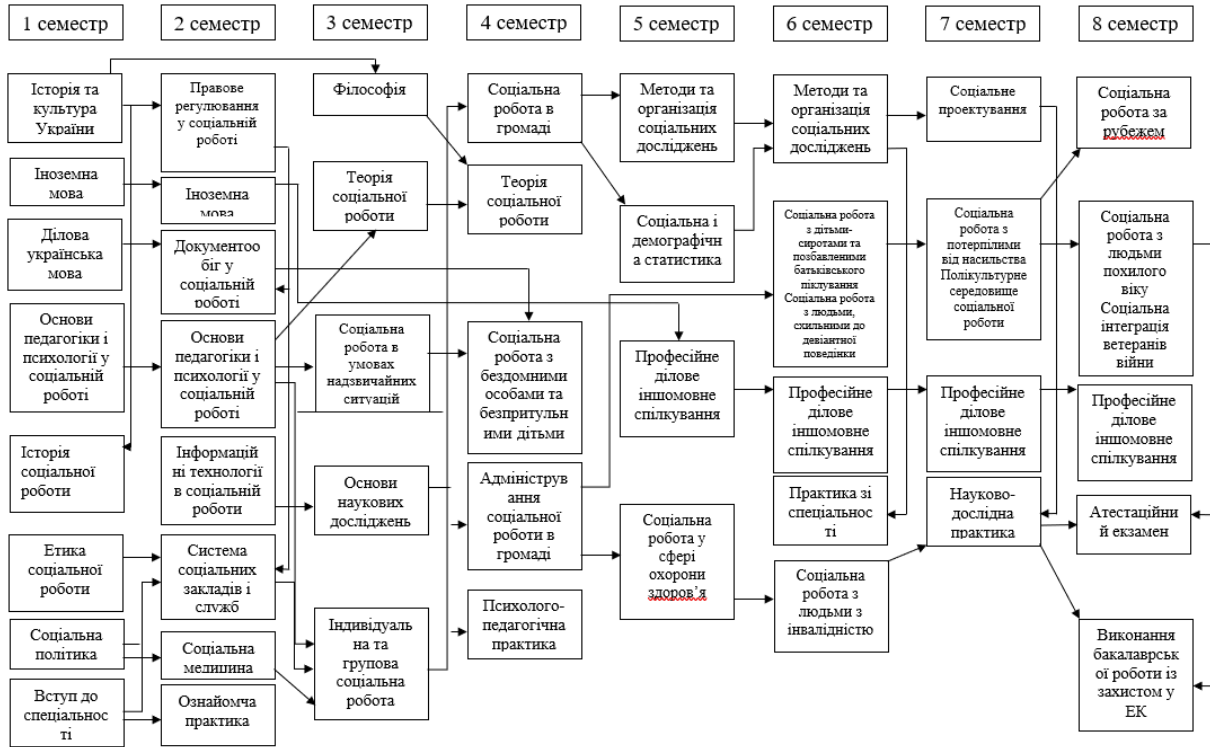 1 семестр
2 семестр
3 семестр
4 семестр
5 семестр
6 семестр
7 семестр
8 семестр
Історія та
культура
України
Іноземна
мова
Ділова
українська
мова
Основи
педагогіки і
психології у
соціальній
роботі
Історія
соціальної
роботи
Етика
соціальної
роботи
Соціальна
політика
Вступ до
спеціальнос
ті
Правове
регулювання
у соціальній
роботі
Іноземна
мова
Документоо
біг у
соціальній
роботі
Основи
педагогіки і
психології у
соціальній
роботі
Інформацій
ні технології
в соціальній
роботи
Система
соціальних
закладів і
служб
Соціальна
медицина
Ознайомча
практика
Філософія
Теорія
соціальної
роботи
Соціальна
робота в
умовах
надзвичайних
ситуацій
Основи
наукових
досліджень
Індивідуаль
на та
групова
соціальна
робота
Соціальна
робота в
громаді
Теорія
соціальної
роботи
Соціальна
робота з
бездомними
особами та
безпритульн
ими дітьми
Адмініструв
ання
соціальної
роботи в
громаді
Психолого-
педагогічна
практика
Методи та
організація
соціальних
досліджень
Соціальна і
демографічн
а статистика
Професійне
ділове
іншомовне
спілкування
Соціальна
робота у
сфері
охорони
здоров’я
Методи та
організація
соціальних
досліджень
Соціальна робота
з дітьми-
сиротами та
позбавленими
батьківського
піклування
Соціальна робота
з людьми,
схильними до
девіантної
поведінки
Професійне
ділове
іншомовне
спілкування
Практика зі
спеціальнос
ті
Соціальна
робота з
людьми з
інвалідністю
Соціальне
проектування
Соціальна
робота з
потерпілими
від насильства
Полікультурне
середовище
соціальної
роботи
Професійне
ділове
іншомовне
спілкування
Науково-
дослідна
практика
Соціальна
робота за
рубежем
Соціальна
робота з
людьми
похилого
віку
Соціальна
інтеграція
ветеранів
війни
Професійне
ділове
іншомовне
спілкування
Атестаційни
й екзамен
Виконання
бакалаврськ
ої роботи із
захистом у
ЕК